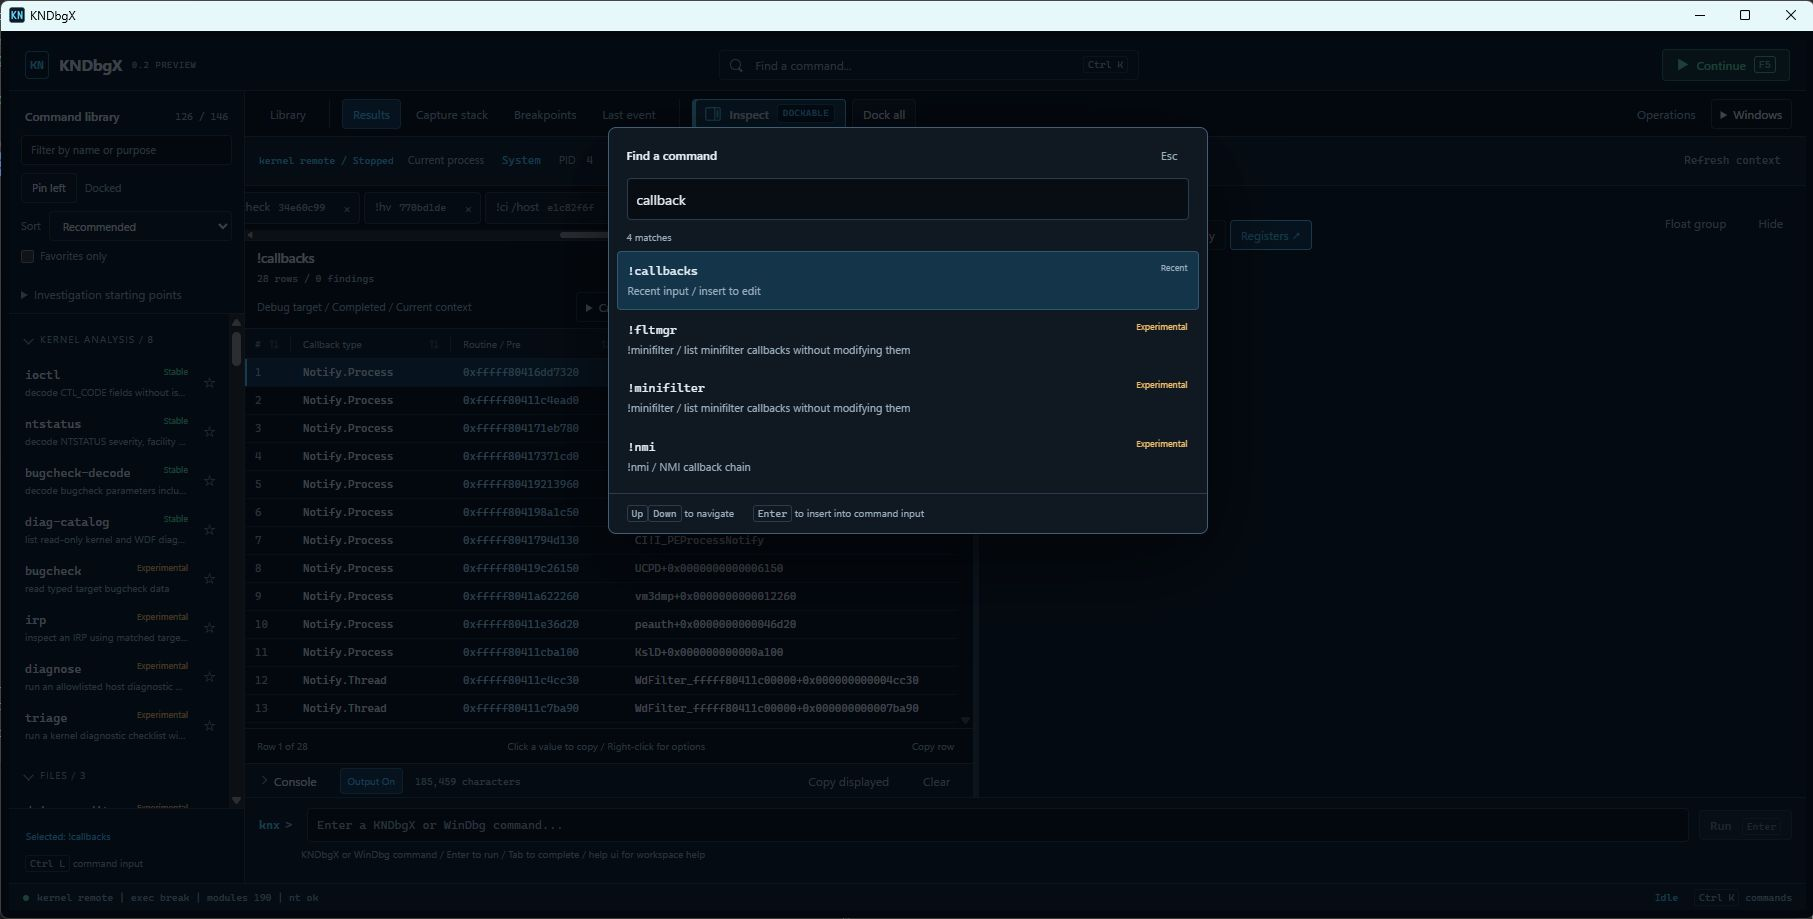 KN KNDbgX
KN KNDbgX 0.2 PREVIEW
Find a command... Ctrl K
Continue F5
Command library 126 / 146
Filter by name or purpose
Pin left Docked
Sort Recommended
Favorites only
Investigation starting points
KERNEL ANALYSIS / 8
ioctl Stable
decode CTL_CODE fields without is...
ntstatus Stable
decode NTSTATUS severity, facility ...
bugcheck-decode Stable
decode bugcheck parameters inclu...
diag-catalog Stable
list read-only kernel and WDF diag...
bugcheck Experimental
read typed target bugcheck data
irp Experimental
inspect an IRP using matched targe...
diagnose Experimental
run an allowlisted host diagnostic ...
triage Experimental
run a kernel diagnostic checklist wi...
FILES / 3
Experimental
Selected: !callbacks
Ctrl L command input
Library Results Capture stack Breakpoints Last event Inspect DOCKABLE Dock all Operations Windows
kernel remote / Stopped Current process System PID 4 Refresh context
heck 34e60c99 × !hv 770bd1de × !ci /host e1c82f6f
y Registers ↗ Float group Hide
!callbacks
28 rows / 0 findings
Debug target / Completed / Current context
# Callback type Routine / Pre
1 Notify.Process 0xfffff80416dd7320
2 Notify.Process 0xfffff80411c4ead0
3 Notify.Process 0xfffff804171eb780
4 Notify.Process 0xfffff80417371cd0
5 Notify.Process 0xfffff80419213960
6 Notify.Process 0xfffff804198a1c50
7 Notify.Process 0xfffff8041794d130 CI!I_PEProcessNotify
8 Notify.Process 0xfffff80419c26150 UCPD+0x0000000000006150
9 Notify.Process 0xfffff8041a622260 vm3dmp+0x0000000000012260
10 Notify.Process 0xfffff8041e36d20 peauth+0x0000000000046d20
11 Notify.Process 0xfffff80411cba100 KslD+0x000000000000a100
12 Notify.Thread 0xfffff80411c4cc30 WdFilter_fffff80411c00000+0x000000000004cc30
13 Notify.Thread 0xfffff80411c7ba90 WdFilter_fffff80411c00000+0x000000000007ba90
Row 1 of 28 Click a value to copy / Right-click for options Copy row
Console Output On 185,459 characters Copy displayed Clear
knx > Enter a KNDbgX or WinDbg command... Run Enter
KNDbgX or WinDbg command / Enter to run / Tab to complete / help ui for workspace help
kernel remote | exec break | modules 190 | nt ok Idle Ctrl K commands
Find a command Esc
callback
4 matches
!callbacks Recent
Recent input / insert to edit
!fltmgr Experimental
!minifilter / list minifilter callbacks without modifying them
!minifilter Experimental
!minifilter / list minifilter callbacks without modifying them
!nmi Experimental
!nmi / NMI callback chain
Up Down to navigate Enter to insert into command input